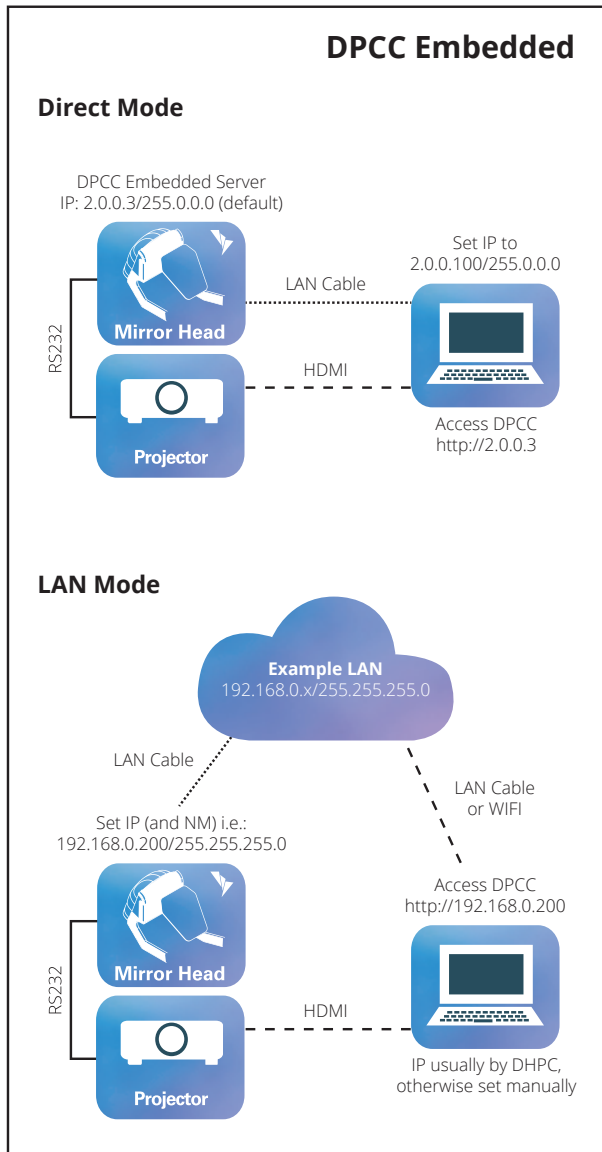 DPCC Embedded
Direct Mode
DPCC Embedded Server
IP: 2.0.0.3/255.0.0.0 (default)
Set IP to
2.0.0.100/255.0.0.0
LAN Cable
Mirror Head
RS232
HDMI
Projector
Access DPCC
http://2.0.0.3
LAN Mode
Example LAN
192.168.0.x/255.255.255.0
LAN Cable
LAN Cable
or WIFI
Set IP (and NM) i.e.:
192.168.0.200/255.255.255.0
Access DPCC
http://192.168.0.200
Mirror Head
RS232
HDMI
Projector
IP usually by DHPC,
otherwise set manually